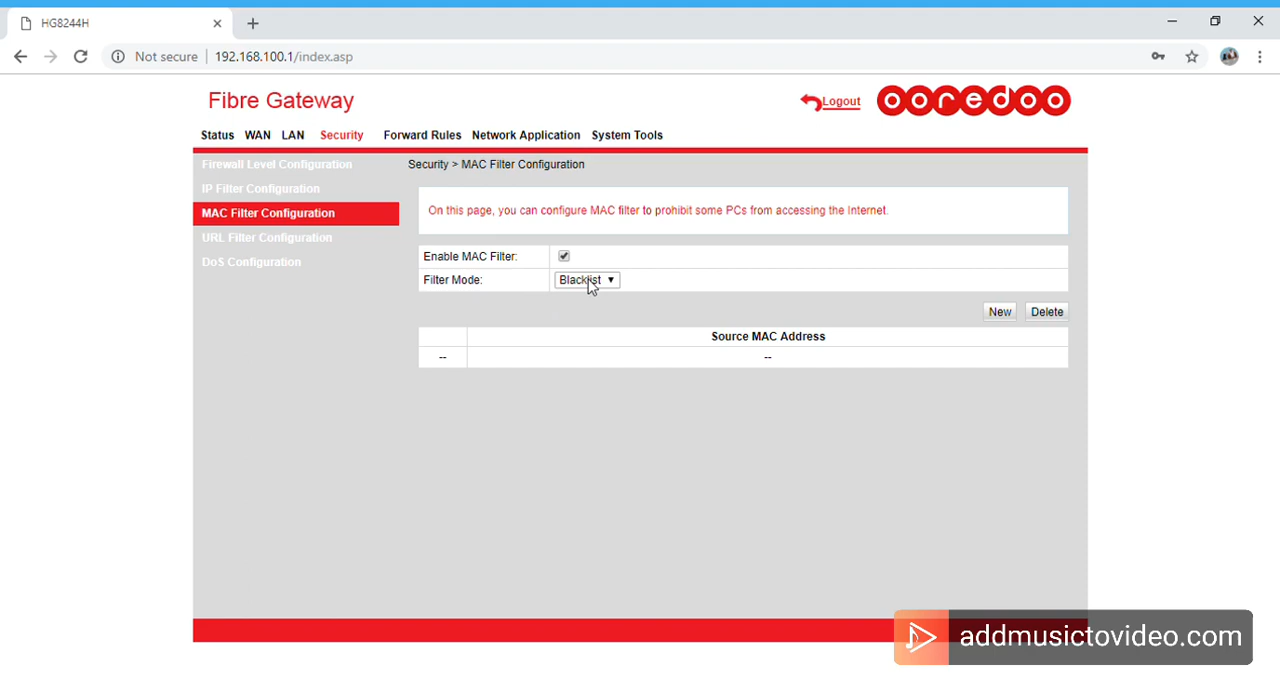 HG8244H
Not secure 192.168.100.1/index.asp
Fibre Gateway
Logout
ooredoo
Status WAN LAN Security Forward Rules Network Application System Tools
Firewall Level Configuration
IP Filter Configuration
MAC Filter Configuration
URL Filter Configuration
DoS Configuration
Security > MAC Filter Configuration
On this page, you can configure MAC filter to prohibit some PCs from accessing the Internet.
Enable MAC Filter:
Filter Mode: Blacklist
New Delete
Source MAC Address
-- --
addmusictovideo.com